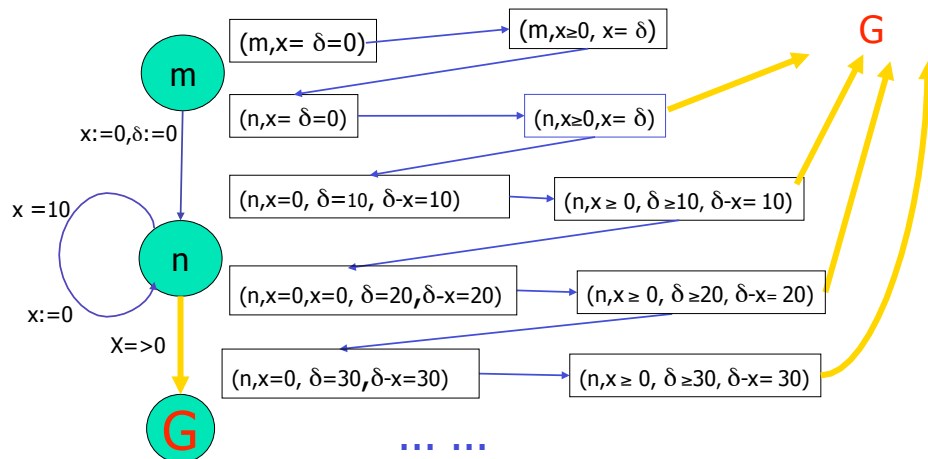 (m,x= δ=0)
(m,x≥0, x= δ)
G
m
(n,x= δ=0)
(n,x≥0,x= δ)
x:=0,δ:=0
(n,x=0, δ=10, δ-x=10)
(n,x≥ 0, δ≥10, δ-x= 10)
x =10
n
(n,x=0,x=0, δ=20,δ-x=20)
(n,x≥ 0, δ≥20, δ-x= 20)
x:=0
X=>0
(n,x=0, δ=30,δ-x=30)
(n,x≥ 0, δ≥30, δ-x= 30)
G
... ...